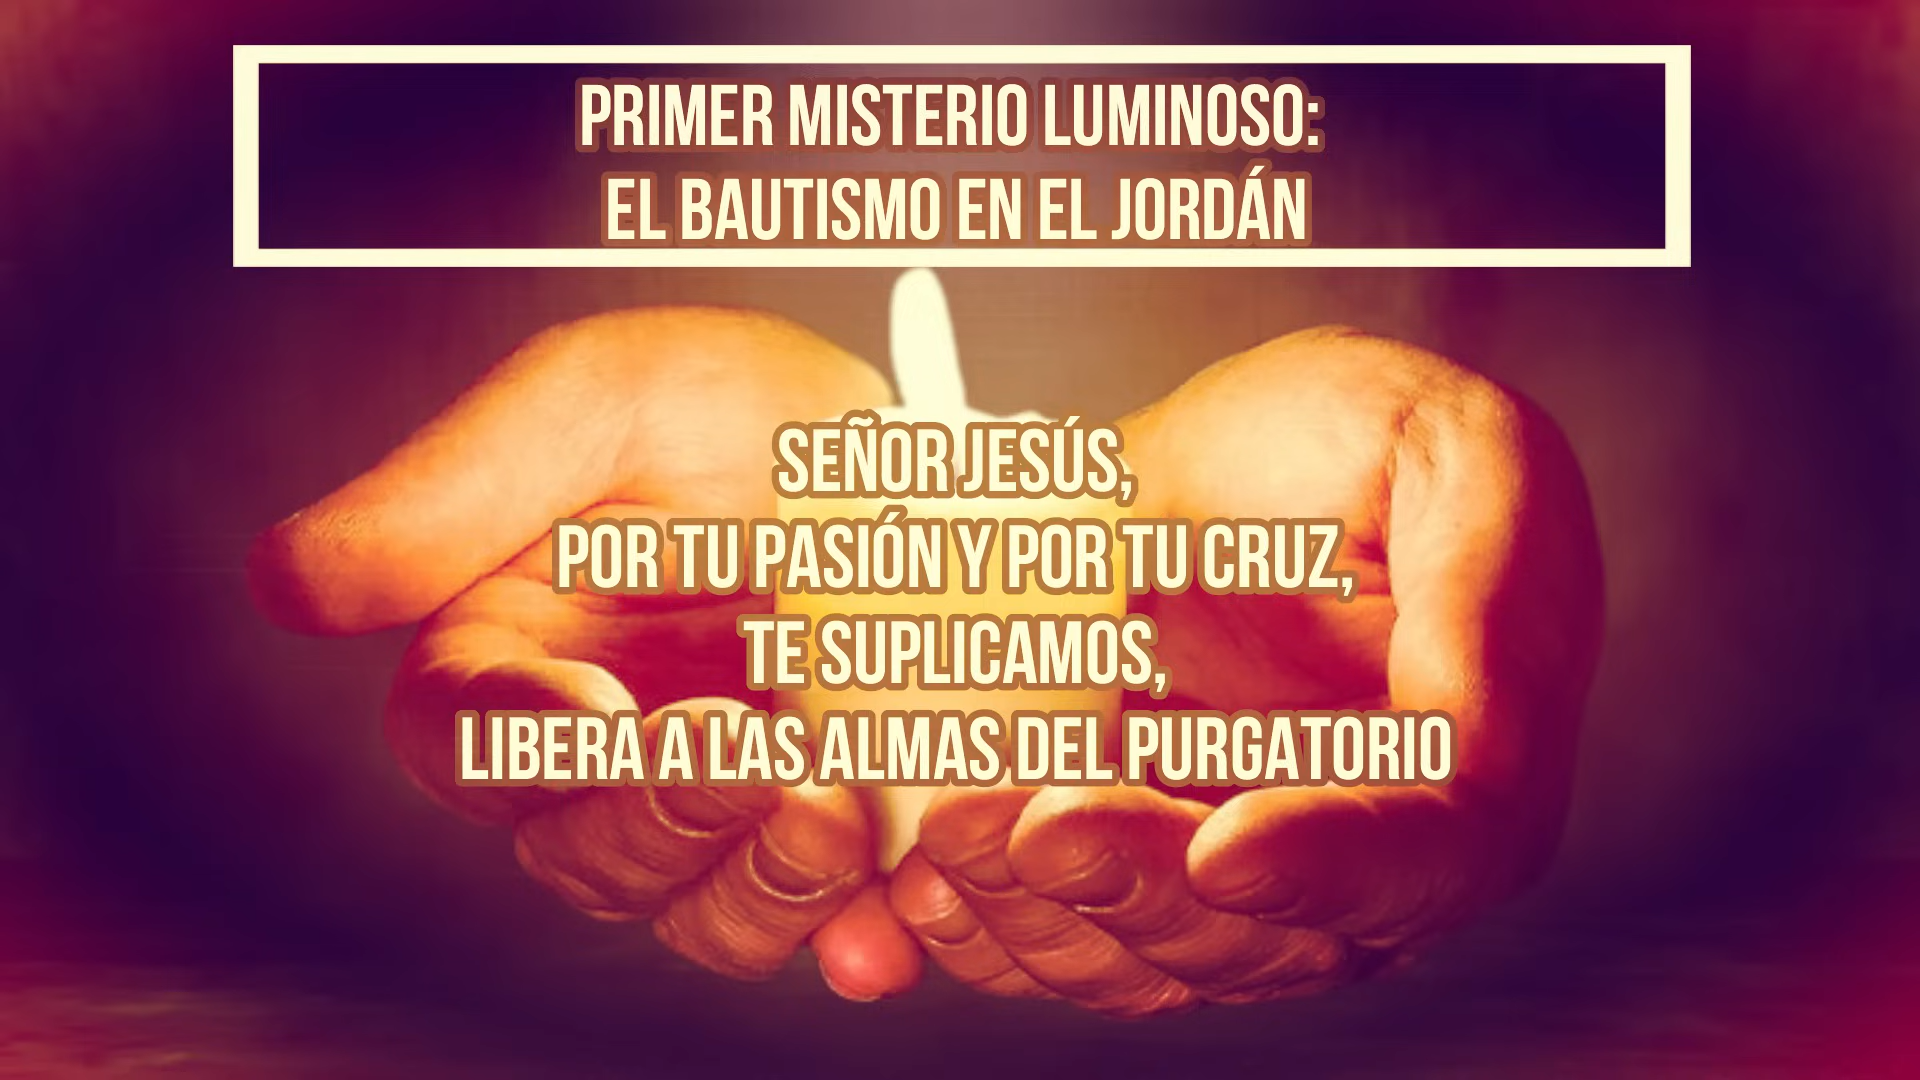 PRIMER MISTERIO LUMINOSO:
EL BAUTISMO EN EL JORDÁN
SEÑOR JESÚS,
POR TU PASIÓN Y POR TU CRUZ,
TE SUPLICAMOS,
LIBERA A LAS ALMAS DEL PURGATORIO